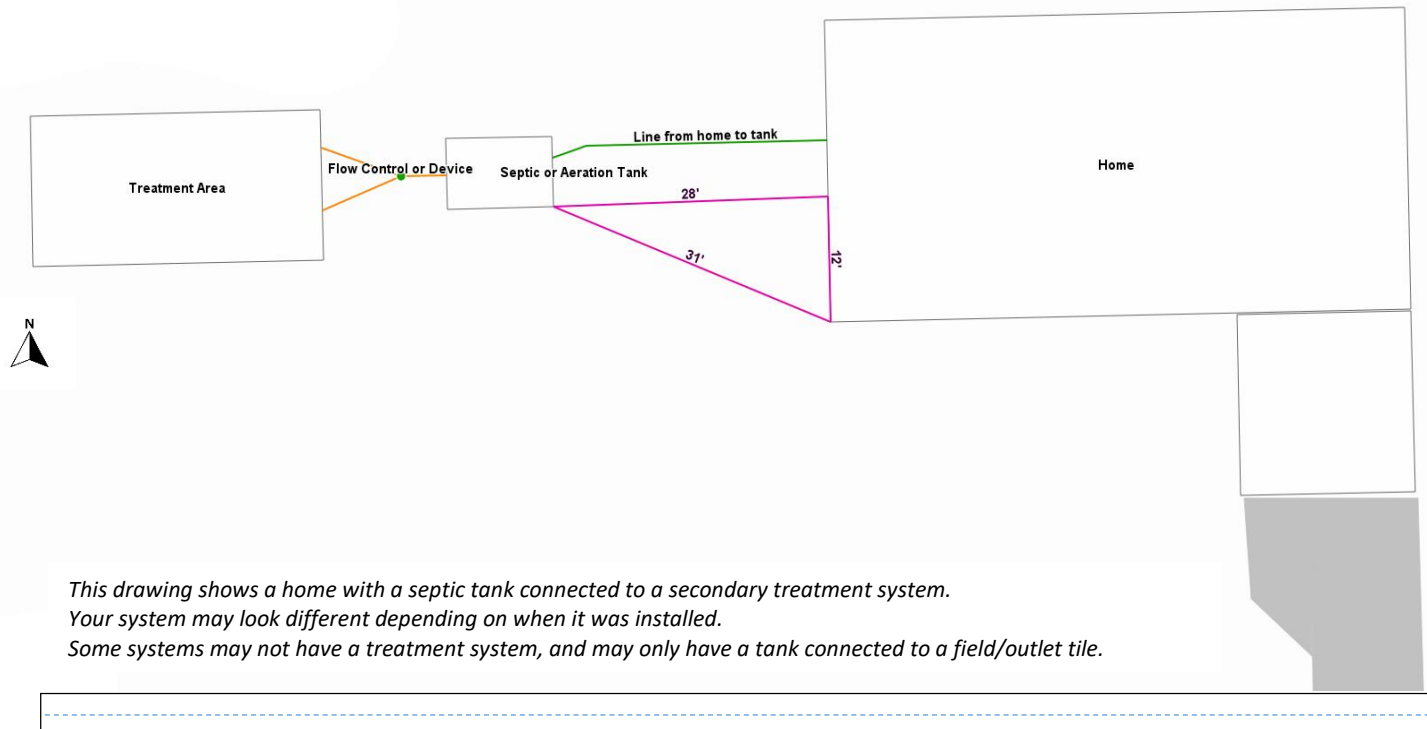 Line from home to tank
Home
Flow Control or Device
Septic or Aeration Tank
Treatment Area
28'
31'
12'
N
This drawing shows a home with a septic tank connected to a secondary treatment system.
Your system may look different depending on when it was installed.
Some systems may not have a treatment system, and may only have a tank connected to a field/outlet tile.